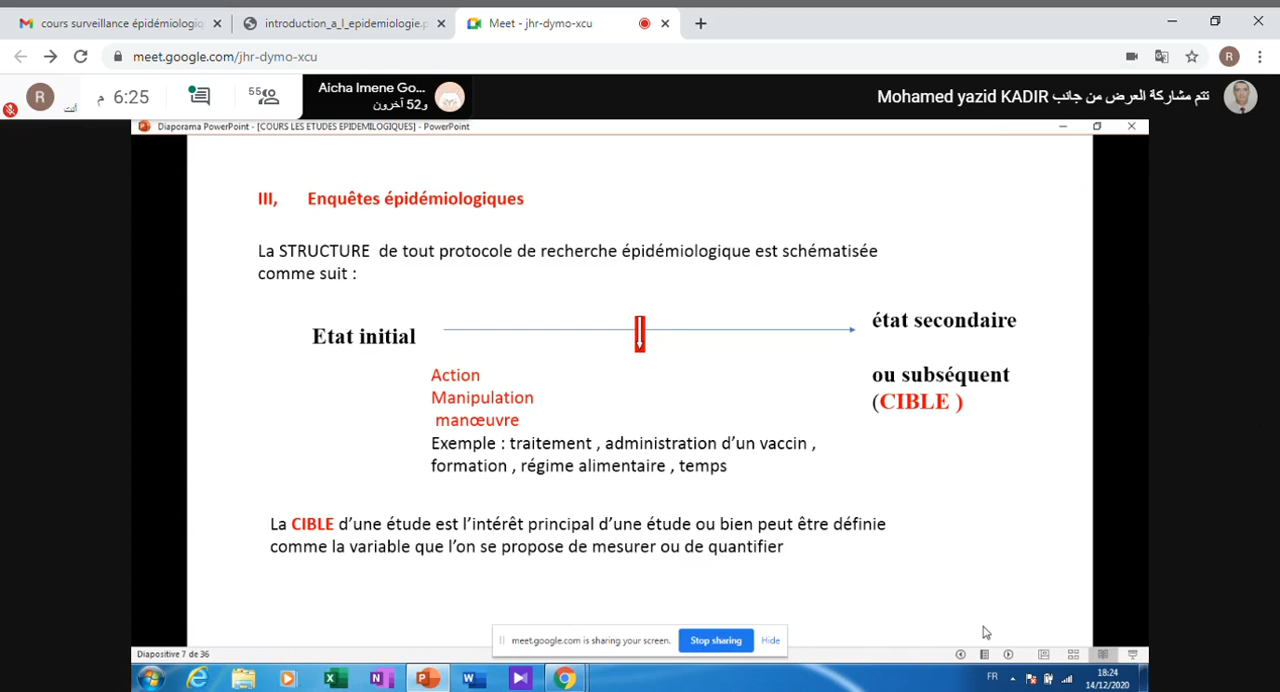 cours surveillance épidémiologi
introduction_a_l_epidemiologie.p
Meet - jhr-dymo-xcu
meet.google.com/jhr-dymo-xcu
R
R
أنت
6:25 م
55
Aicha Imene Go...
و52 آخرون
تتم مشاركة العرض من جانب Mohamed yazid KADIR
Diaporama PowerPoint - [COURS LES ETUDES EPIDEMILOGIQUES] - PowerPoint
III, Enquêtes épidémiologiques
La STRUCTURE de tout protocole de recherche épidémiologique est schématisée
comme suit :
Etat initial
état secondaire
ou subséquent
(CIBLE )
Action
Manipulation
manœuvre
Exemple : traitement , administration d’un vaccin ,
formation , régime alimentaire , temps
La CIBLE d’une étude est l’intérêt principal d’une étude ou bien peut être définie
comme la variable que l’on se propose de mesurer ou de quantifier
meet.google.com is sharing your screen.
Stop sharing
Hide
Diapositive 7 de 36
FR
18:24
14/12/2020